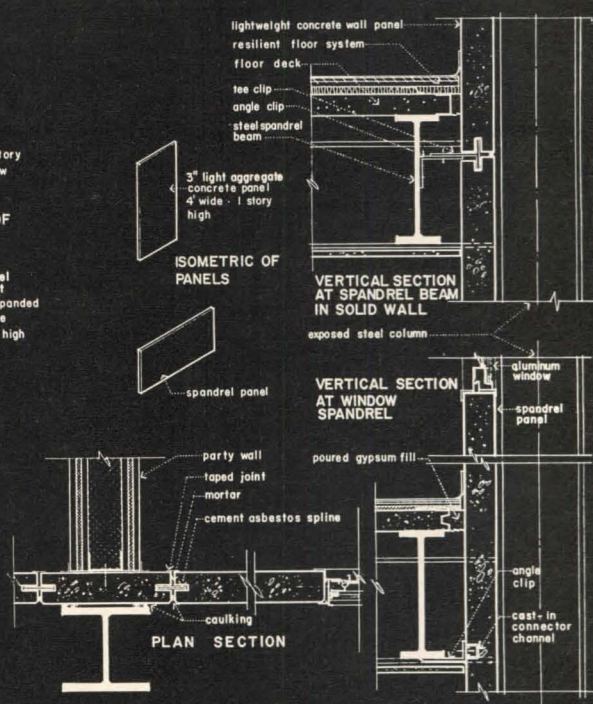 lightweight concrete wall panel
resilient floor system
floor deck
tee clip
angle clip
steel spandrel
beam
3" light aggregate
concrete panel
4' wide - 1 story
high
ISOMETRIC OF
PANELS
VERTICAL SECTION
AT SPANDREL BEAM
IN SOLID WALL
exposed steel column
spandrel panel
VERTICAL SECTION
AT WINDOW
SPANDREL
aluminum
window
spandrel
panel
poured gypsum fill
angle
clip
cast-in
connector
channel
party wall
taped joint
mortar
cement asbestos spline
caulking
PLAN SECTION
high